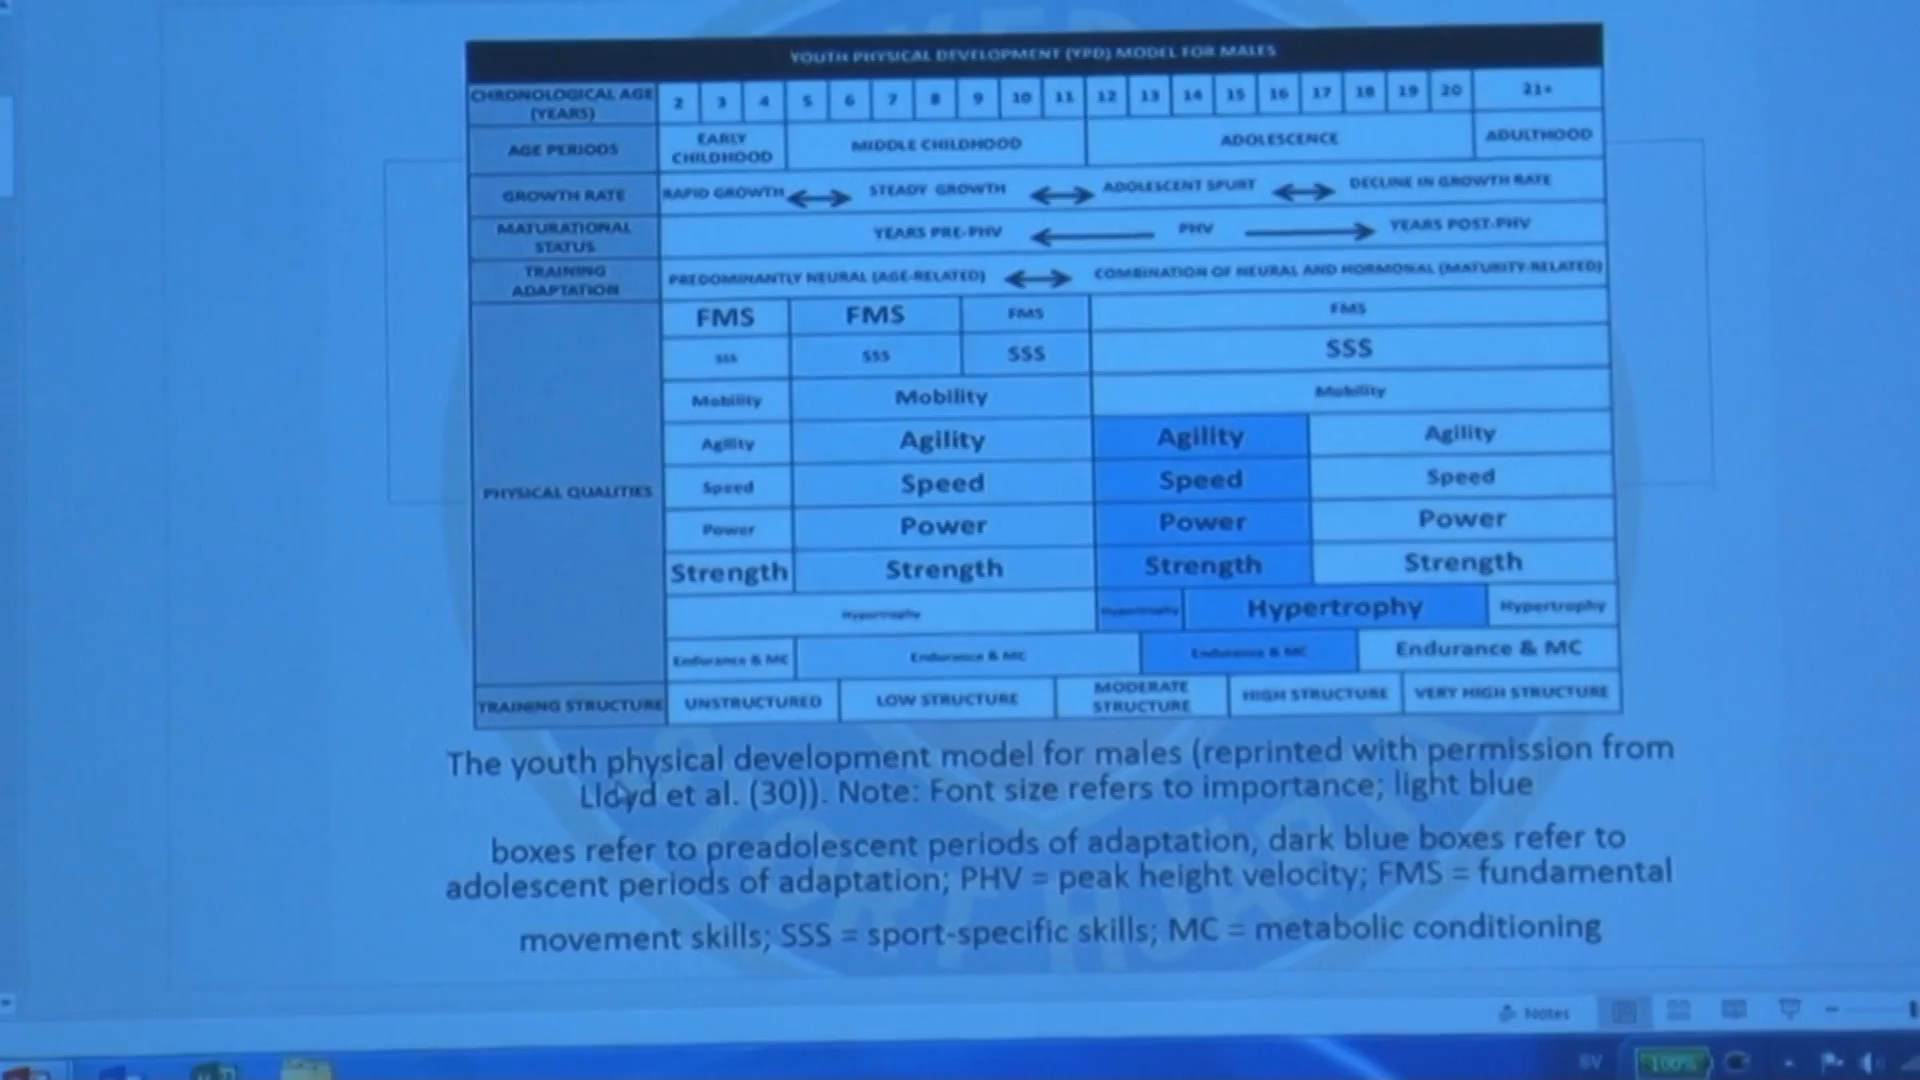 YOUTH PHYSICAL DEVELOPMENT (YPD) MODEL FOR MALES
CHRONOLOGICAL AGE (YEARS) 2 3 4 5 6 7 8 9 10 11 12 13 14 15 16 17 18 19 20 21+
AGE PERIODS EARLY CHILDHOOD MIDDLE CHILDHOOD ADOLESCENCE ADULTHOOD
GROWTH RATE RAPID GROWTH STEADY GROWTH ADOLESCENT SPURT DECLINE IN GROWTH RATE
MATURATIONAL STATUS YEARS PRE-PHV PHV YEARS POST-PHV
TRAINING ADAPTATION PREDOMINANTLY NEURAL (AGE-RELATED) COMBINATION OF NEURAL AND HORMONAL (MATURITY-RELATED)
PHYSICAL QUALITIES
FMS FMS FMS FMS
SSS SSS SSS SSS
Mobility Mobility Mobility
Agility Agility Agility Agility
Speed Speed Speed Speed
Power Power Power Power
Strength Strength Strength Strength
Hypertrophy Hypertrophy Hypertrophy Hypertrophy
Endurance & MC Endurance & MC Endurance & MC Endurance & MC
TRAINING STRUCTURE UNSTRUCTURED LOW STRUCTURE MODERATE STRUCTURE HIGH STRUCTURE VERY HIGH STRUCTURE
The youth physical development model for males (reprinted with permission from
Lloyd et al. (30)). Note: Font size refers to importance; light blue
boxes refer to preadolescent periods of adaptation, dark blue boxes refer to
adolescent periods of adaptation; PHV = peak height velocity; FMS = fundamental
movement skills; SSS = sport-specific skills; MC = metabolic conditioning
Notes
SV 100%